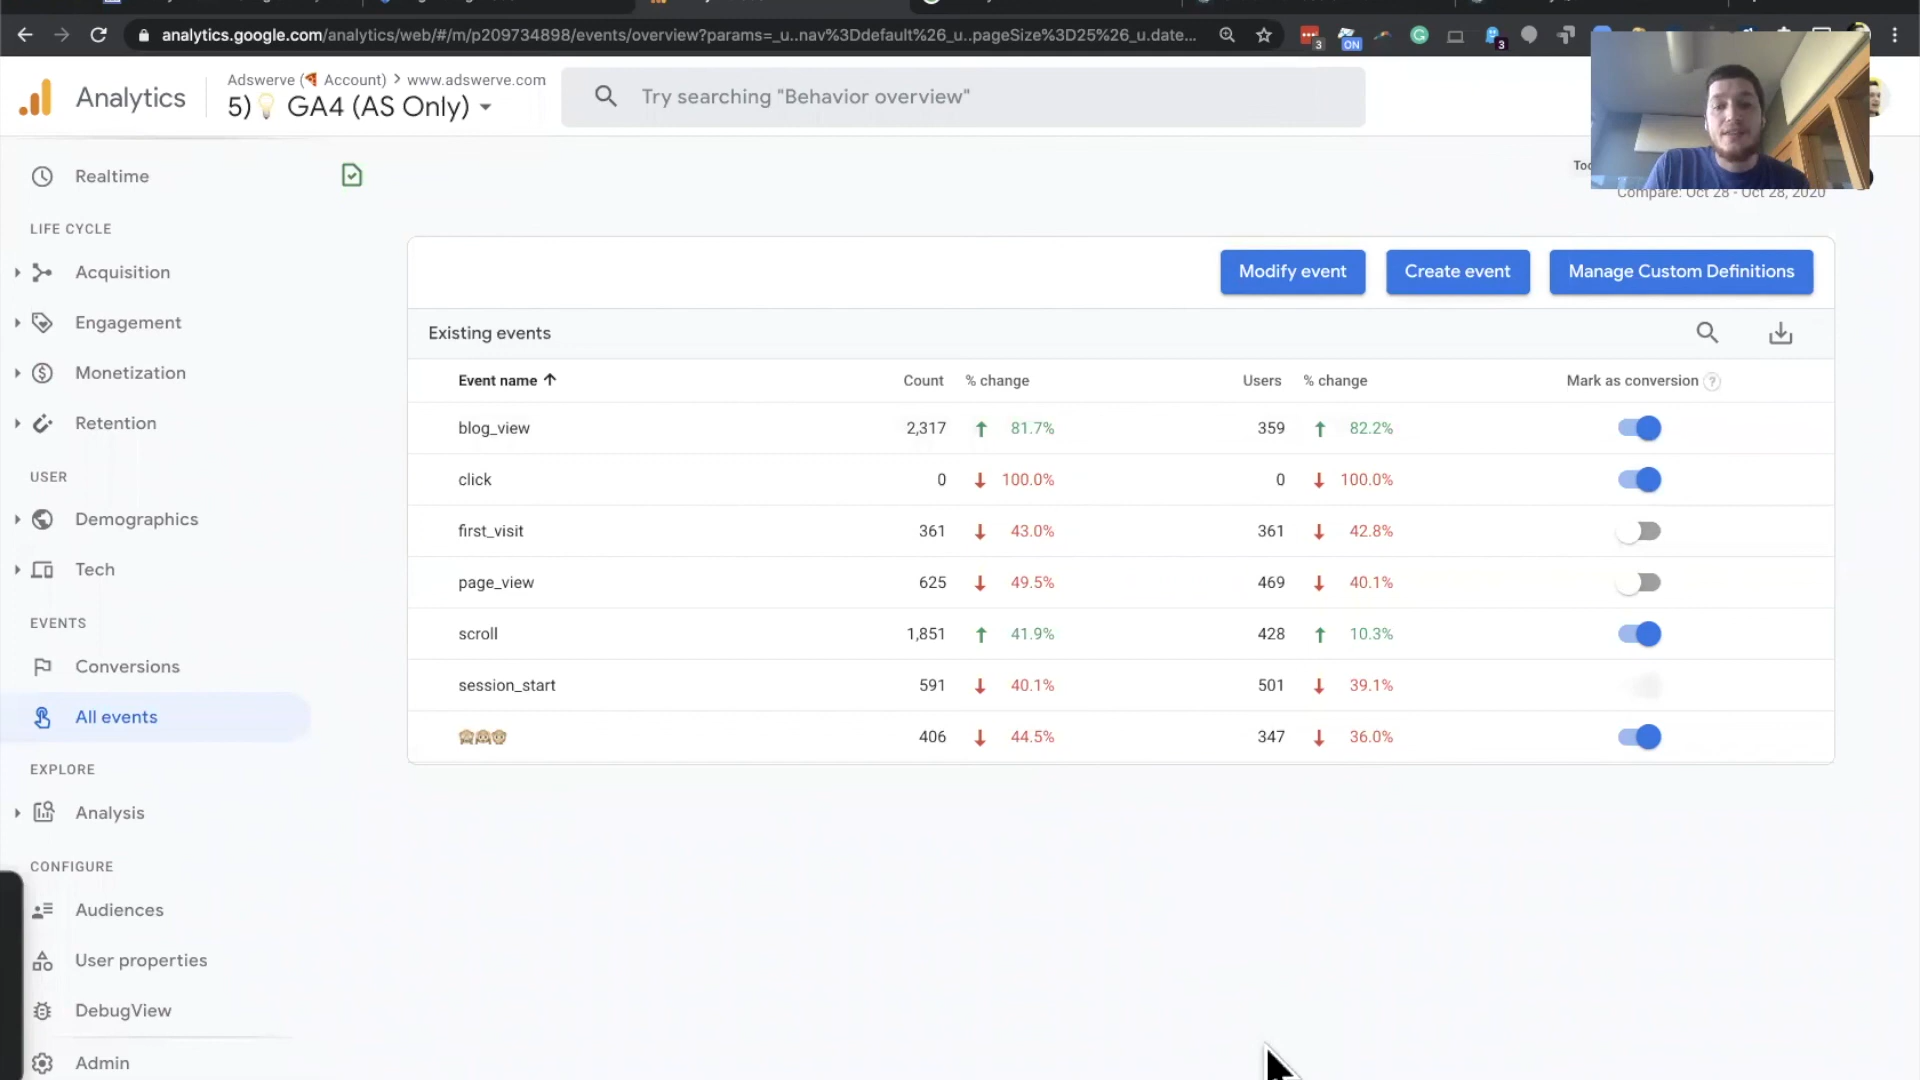 analytics.google.com/analytics/web/#/m/p209734898/events/overview?params=_u..nav%3Ddefault%26_u..pageSize%3D25%26_u.date...
3
ON
3
Analytics
Adswerve (🍕 Account) > www.adswerve.com
5)💡 GA4 (AS Only)
Try searching "Behavior overview"
Compare: Oct 28 - Oct 28, 2020
Realtime
LIFE CYCLE
Acquisition
Engagement
Monetization
Retention
USER
Demographics
Tech
EVENTS
Conversions
All events
EXPLORE
Analysis
CONFIGURE
Audiences
User properties
DebugView
Admin
Modify event
Create event
Manage Custom Definitions
Existing events
Event name Count % change Users % change Mark as conversion ?
blog_view 2,317 81.7% 359 82.2%
click 0 100.0% 0 100.0%
first_visit 361 43.0% 361 42.8%
page_view 625 49.5% 469 40.1%
scroll 1,851 41.9% 428 10.3%
session_start 591 40.1% 501 39.1%
🙈🙉🙊 406 44.5% 347 36.0%